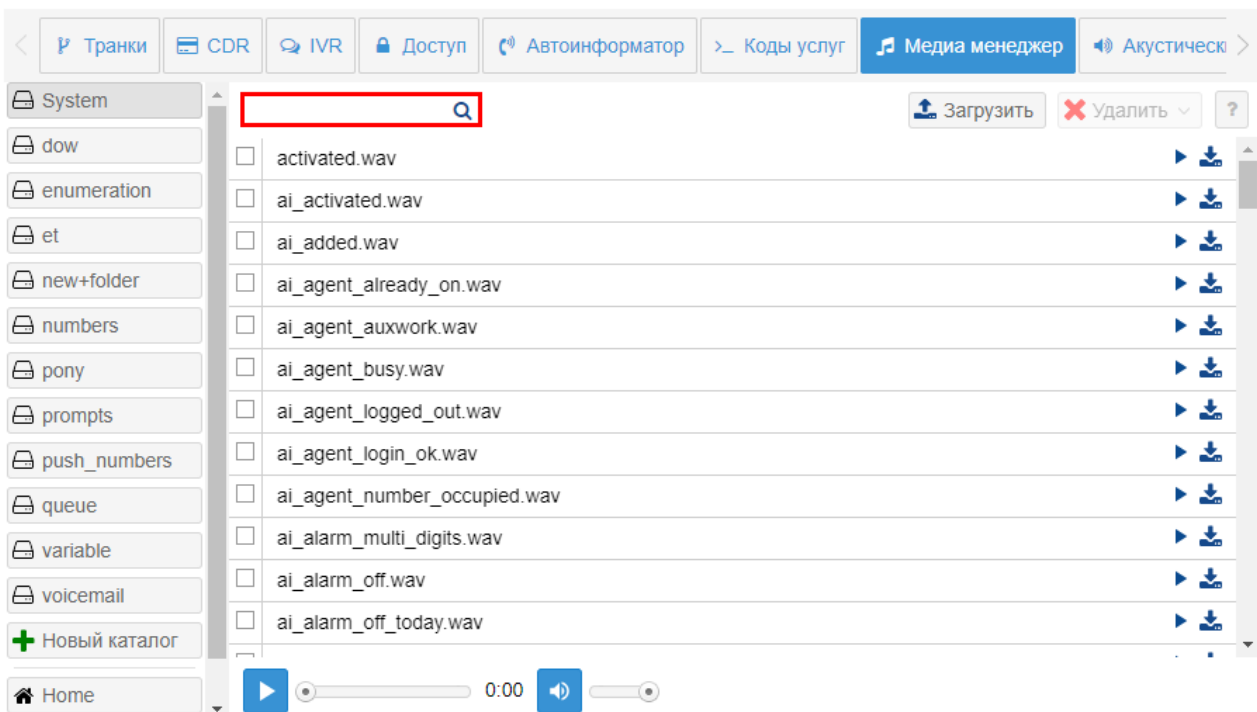 Транки CDR IVR Доступ Автоинформатор >_ Коды услуг Медиа менеджер
System
dow
enumeration
et
new+folder
numbers
pony
prompts
push_numbers
queue
variable
voicemail
Новый каталог
Home
Загрузить Удалить ?
activated.wav
ai_activated.wav
ai_added.wav
ai_agent_already_on.wav
ai_agent_auxwork.wav
ai_agent_busy.wav
ai_agent_logged_out.wav
ai_agent_login_ok.wav
ai_agent_number_occupied.wav
ai_alarm_multi_digits.wav
ai_alarm_off.wav
ai_alarm_off_today.wav
0:00